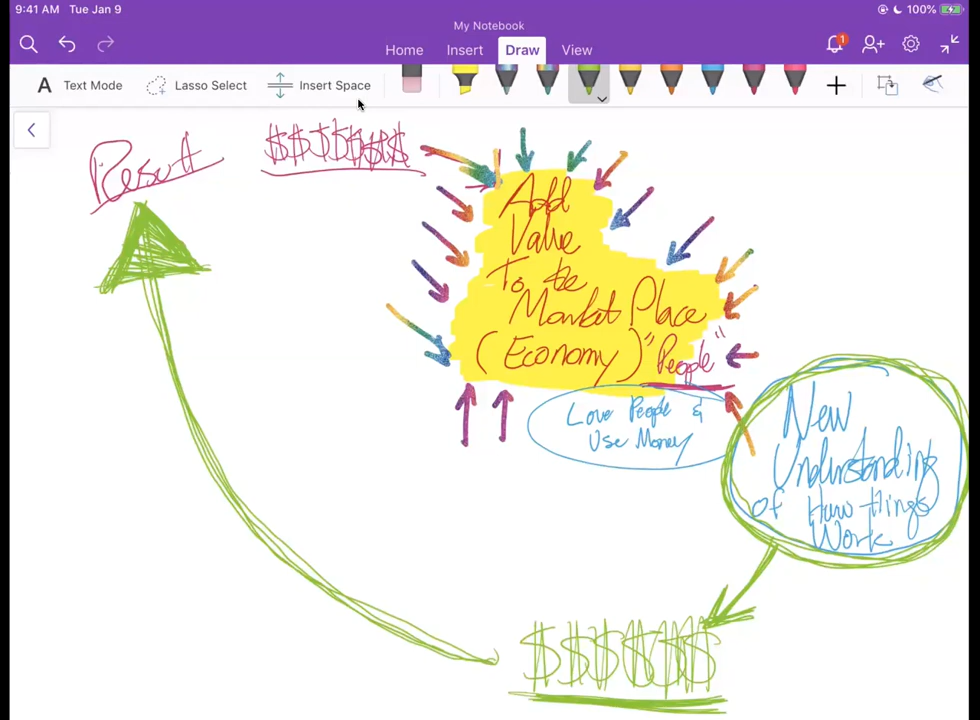 9:41 AM Tue Jan 9
100%
My Notebook
Home Insert Draw View
1
A Text Mode Lasso Select Insert Space
Result
$$$$$$$
Add
Value
To the
Market Place
(Economy) "People"
Love People &
Use Money
New
Understanding
of How things
Work
$$$$$$